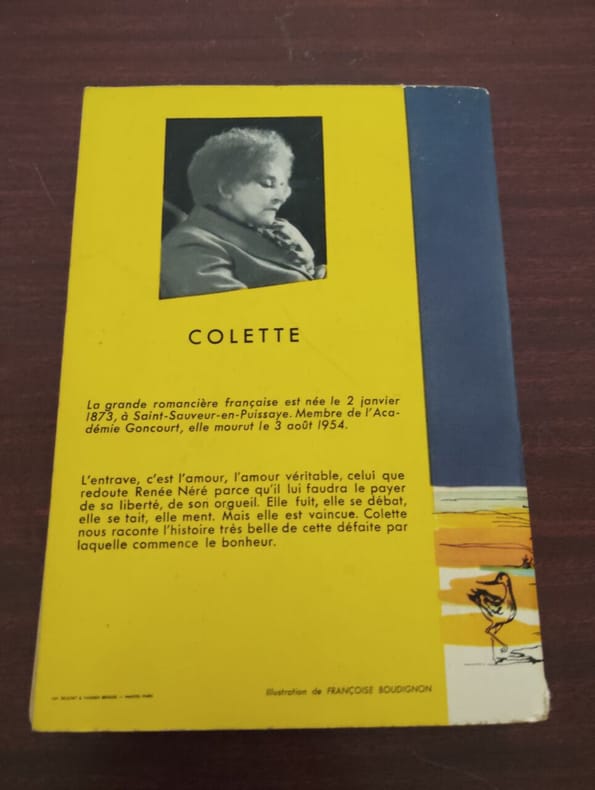 COLETTE
La grande romancière française est née le 2 janvier
1873, à Saint-Sauveur-en-Puissaye. Membre de l'Aca-
démie Goncourt, elle mourut le 3 août 1954.
L'entrave, c'est l'amour, l'amour véritable, celui que
redoute Renée Néré parce qu'il lui faudra le payer
de sa liberté, de son orgueil. Elle fuit, elle se débat,
elle se tait, elle ment. Mais elle est vaincue. Colette
nous raconte l'histoire très belle de cette défaite par
laquelle commence le bonheur.
Illustration de FRANÇOISE BOUDIGNON